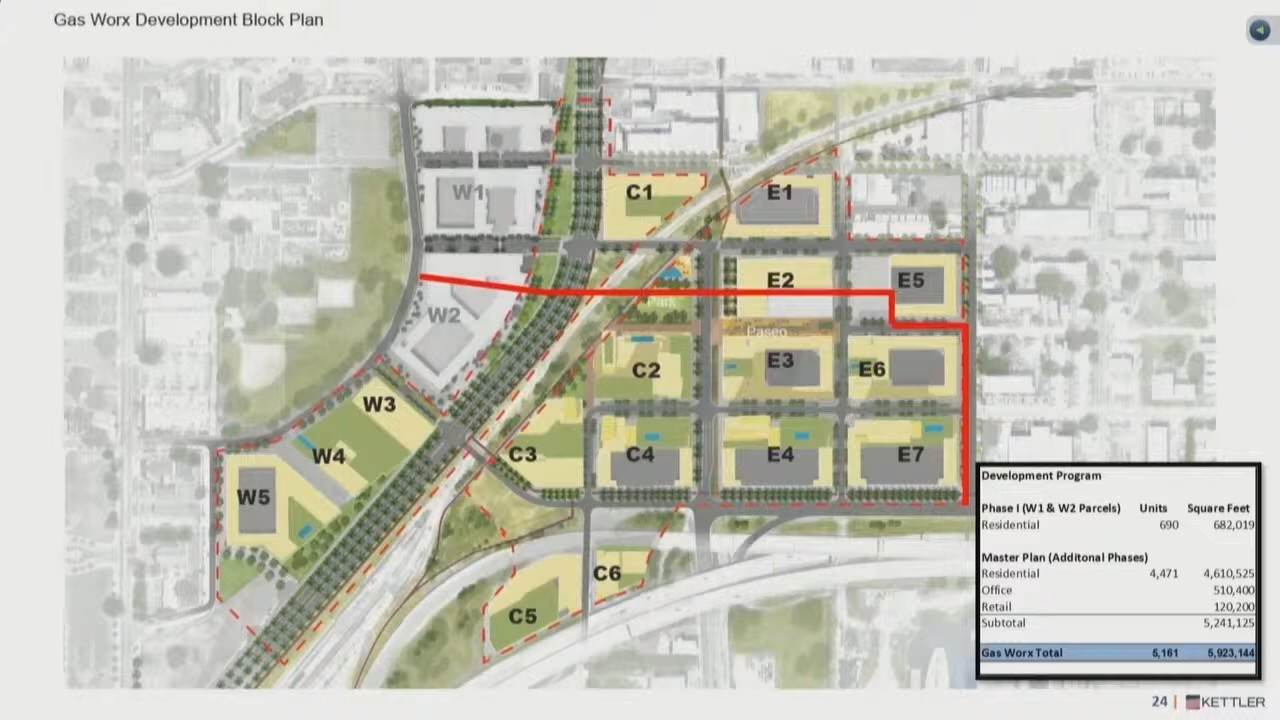 Gas Worx Development Block Plan
W1
C1
E1
E2
E5
Park
W2
Paseo
C2
E3
E6
W3
W4
C3
C4
E4
E7
W5
C6
C5
Development Program
Phase I (W1 & W2 Parcels) Units Square Feet
Residential 690 682,019
Master Plan (Additonal Phases)
Residential 4,471 4,610,525
Office 510,400
Retail 120,200
Subtotal 5,241,125
Gas Worx Total 5,161 5,923,144
24 | KETTLER